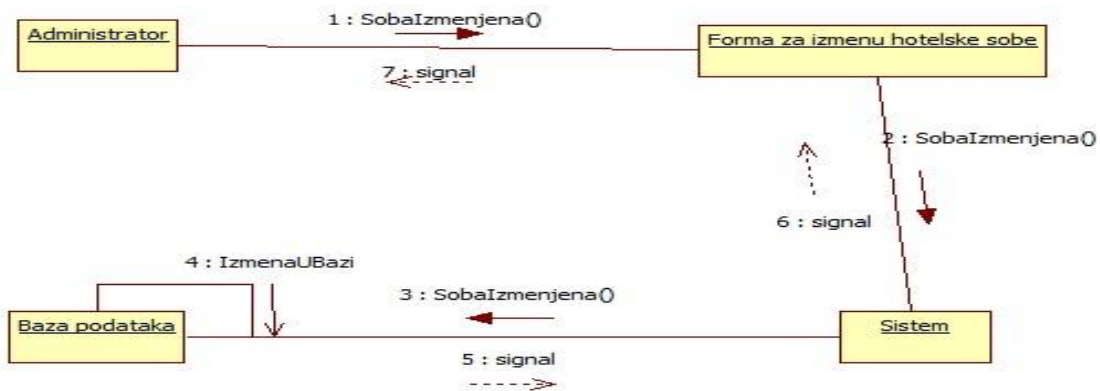 1 : SobaIzmenjena()
Administrator
Forma za izmenu hotelske sobe
7 : signal
2 : SobaIzmenjena()
6 : signal
4 : IzmenaUBazi
3 : SobaIzmenjena()
Baza podataka
Sistem
5 : signal